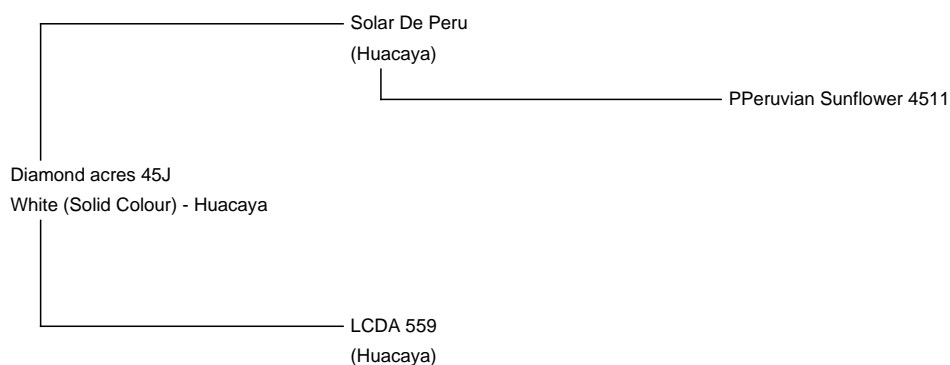 Solar De Peru
(Huacaya)
PPeruvian Sunflower 4511
Diamond acres 45J
White (Solid Colour) - Huacaya
LCDA 559
(Huacaya)